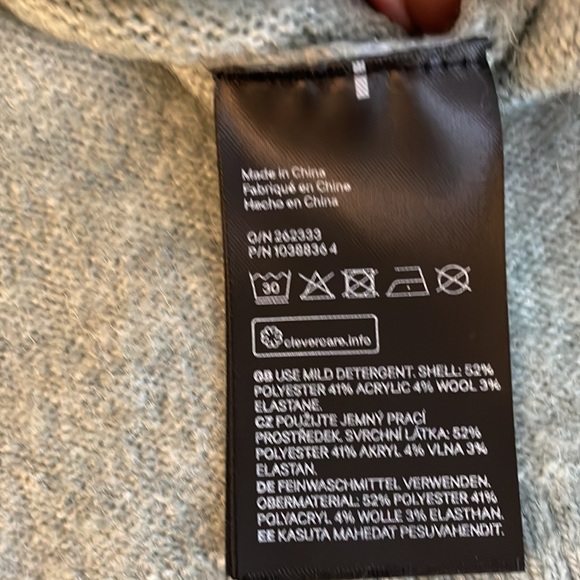 Made in China
Fabriqué en Chine
Hecho en China
O/N 262333
P/N 1038836 4
30
clevercare.info
GB USE MILD DETERGENT. SHELL: 52%
POLYESTER 41% ACRYLIC 4% WOOL 3%
ELASTANE.
CZ POUŽIJTE JEMNÝ PRACÍ
PROSTŘEDEK. SVRCHNÍ LÁTKA: 52%
POLYESTER 41% AKRYL 4% VLNA 3%
ELASTAN.
DE FEINWASCHMITTEL VERWENDEN.
OBERMATERIAL: 52% POLYESTER 41%
POLYACRYL 4% WOLLE 3% ELASTHAN.
EE KASUTA MAHEDAT PESUVAHENDIT.